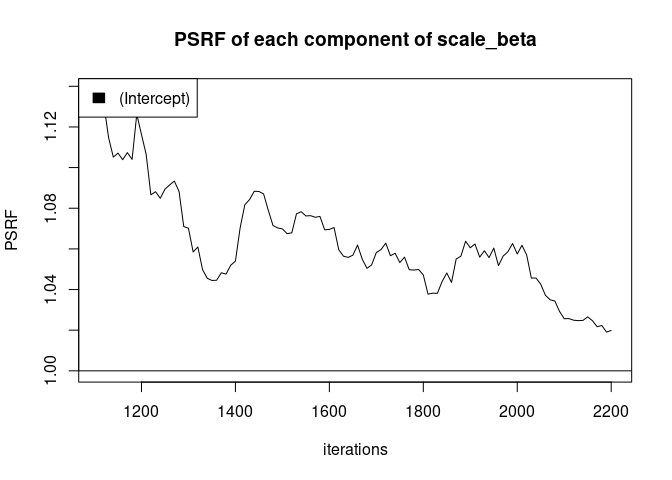 PSRF of each component of scale_beta
(Intercept)
PSRF
1.12
1.08
1.04
1.00
1200 1400 1600 1800 2000 2200
iterations